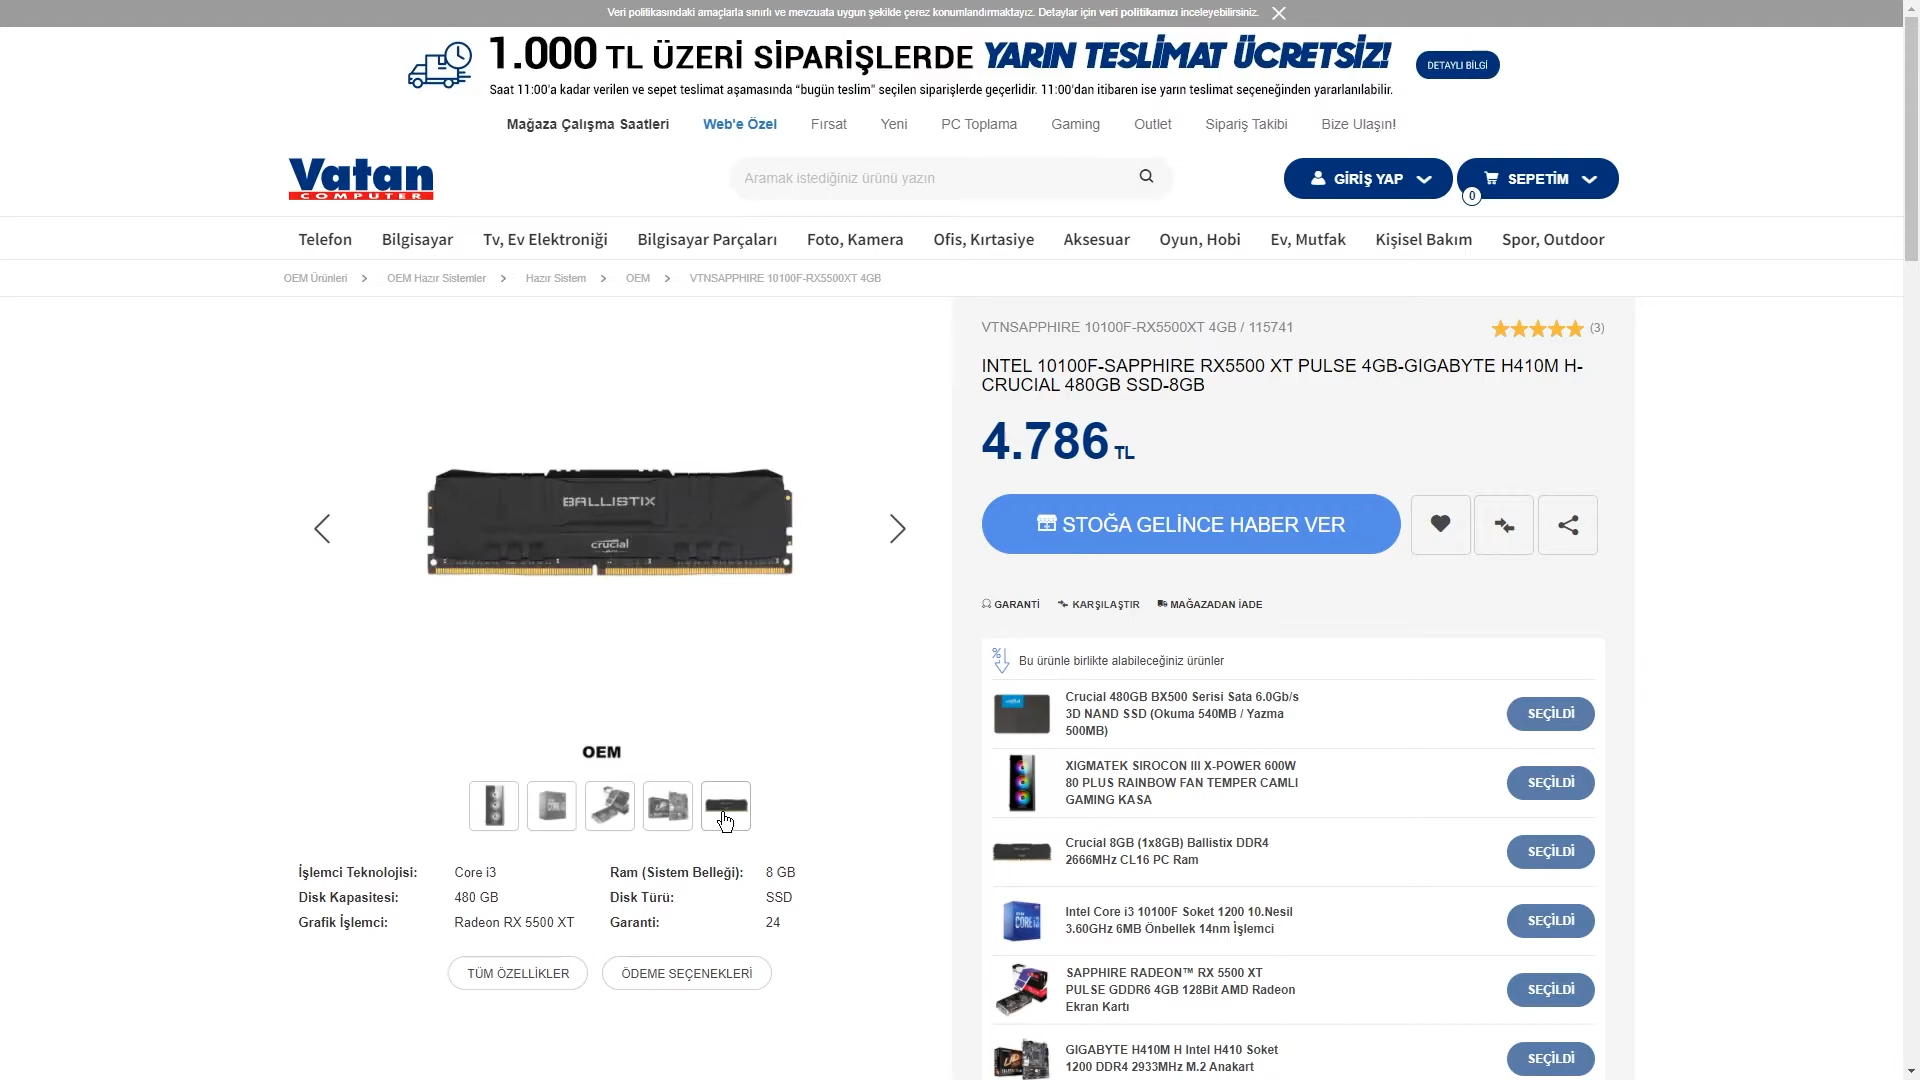 Veri politikasındaki amaçlarla sınırlı ve mevzuata uygun şekilde çerez konumlandırmaktayız. Detaylar için veri politikamızı inceleyebilirsiniz.
1.000 TL ÜZERİ SİPARİŞLERDE YARIN TESLİMAT ÜCRETSİZ!
DETAYLI BİLGİ
Saat 11:00'a kadar verilen ve sepet teslimat aşamasında “bugün teslim” seçilen siparişlerde geçerlidir. 11:00'dan itibaren ise yarın teslimat seçeneğinden yararlanılabilir.
Mağaza Çalışma Saatleri Web'e Özel Fırsat Yeni PC Toplama Gaming Outlet Sipariş Takibi Bize Ulaşın!
Vatan
COMPUTER
Aramak istediğiniz ürünü yazın
GİRİŞ YAP
SEPETİM
0
Telefon Bilgisayar Tv, Ev Elektroniği Bilgisayar Parçaları Foto, Kamera Ofis, Kırtasiye Aksesuar Oyun, Hobi Ev, Mutfak Kişisel Bakım Spor, Outdoor
OEM Ürünleri > OEM Hazır Sistemler > Hazır Sistem > OEM > VTNSAPPHIRE 10100F-RX5500XT 4GB
BALLISTIX
crucial
OEM
İşlemci Teknolojisi: Core i3 Ram (Sistem Belleği): 8 GB
Disk Kapasitesi: 480 GB Disk Türü: SSD
Grafik İşlemci: Radeon RX 5500 XT Garanti: 24
TÜM ÖZELLİKLER
ÖDEME SEÇENEKLERİ
VTNSAPPHIRE 10100F-RX5500XT 4GB / 115741
(3)
INTEL 10100F-SAPPHIRE RX5500 XT PULSE 4GB-GIGABYTE H410M H-
CRUCIAL 480GB SSD-8GB
4.786 TL
STOĞA GELİNCE HABER VER
GARANTİ KARŞILAŞTIR MAĞAZADAN İADE
% Bu ürünle birlikte alabileceğiniz ürünler
Crucial 480GB BX500 Serisi Sata 6.0Gb/s
3D NAND SSD (Okuma 540MB / Yazma
500MB)
SEÇİLDİ
XIGMATEK SIROCON III X-POWER 600W
80 PLUS RAINBOW FAN TEMPER CAMLI
GAMING KASA
SEÇİLDİ
Crucial 8GB (1x8GB) Ballistix DDR4
2666MHz CL16 PC Ram
SEÇİLDİ
Intel Core i3 10100F Soket 1200 10.Nesil
3.60GHz 6MB Önbellek 14nm İşlemci
SEÇİLDİ
SAPPHIRE RADEON™ RX 5500 XT
PULSE GDDR6 4GB 128Bit AMD Radeon
Ekran Kartı
SEÇİLDİ
GIGABYTE H410M H Intel H410 Soket
1200 DDR4 2933MHz M.2 Anakart
SEÇİLDİ